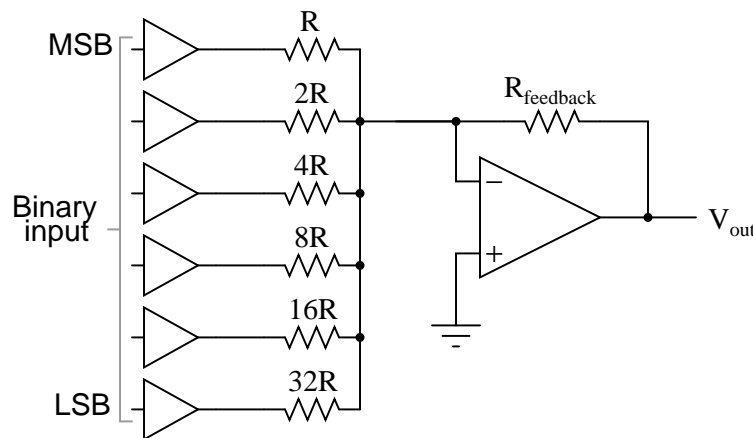 MSB
R
2R
R_feedback
4R
−
Binary
input
V_out
8R
+
16R
LSB
32R